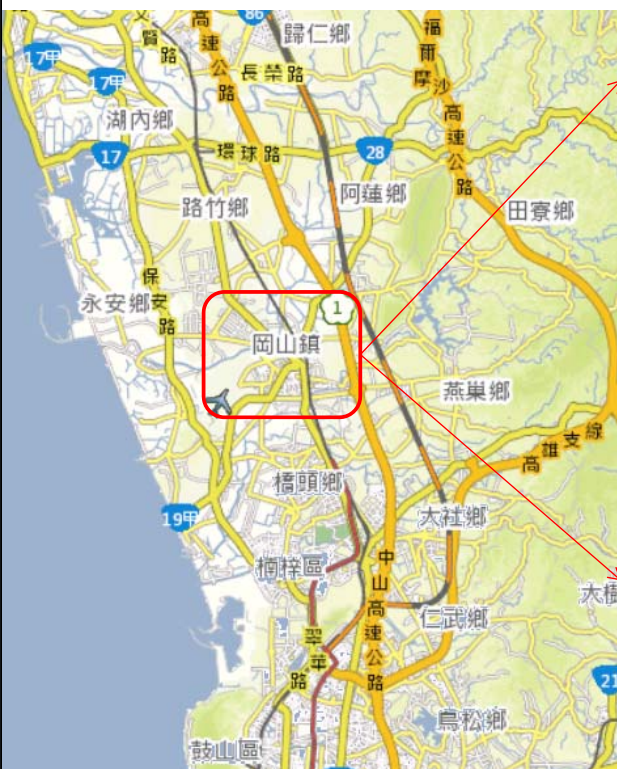 86
歸仁鄉
文賢路
高速公路
福爾摩沙高速公路
17甲
17甲
長榮路
湖內鄉
17
環球路
28
路竹鄉
阿蓮鄉
田寮鄉
保安路
永安鄉
1
岡山鎮
燕巢鄉
高雄支線
橋頭鄉
19甲
大社鄉
楠梓區
中山高速公路
大樹
仁武鄉
翠華路
21
鳥松鄉
鼓山區